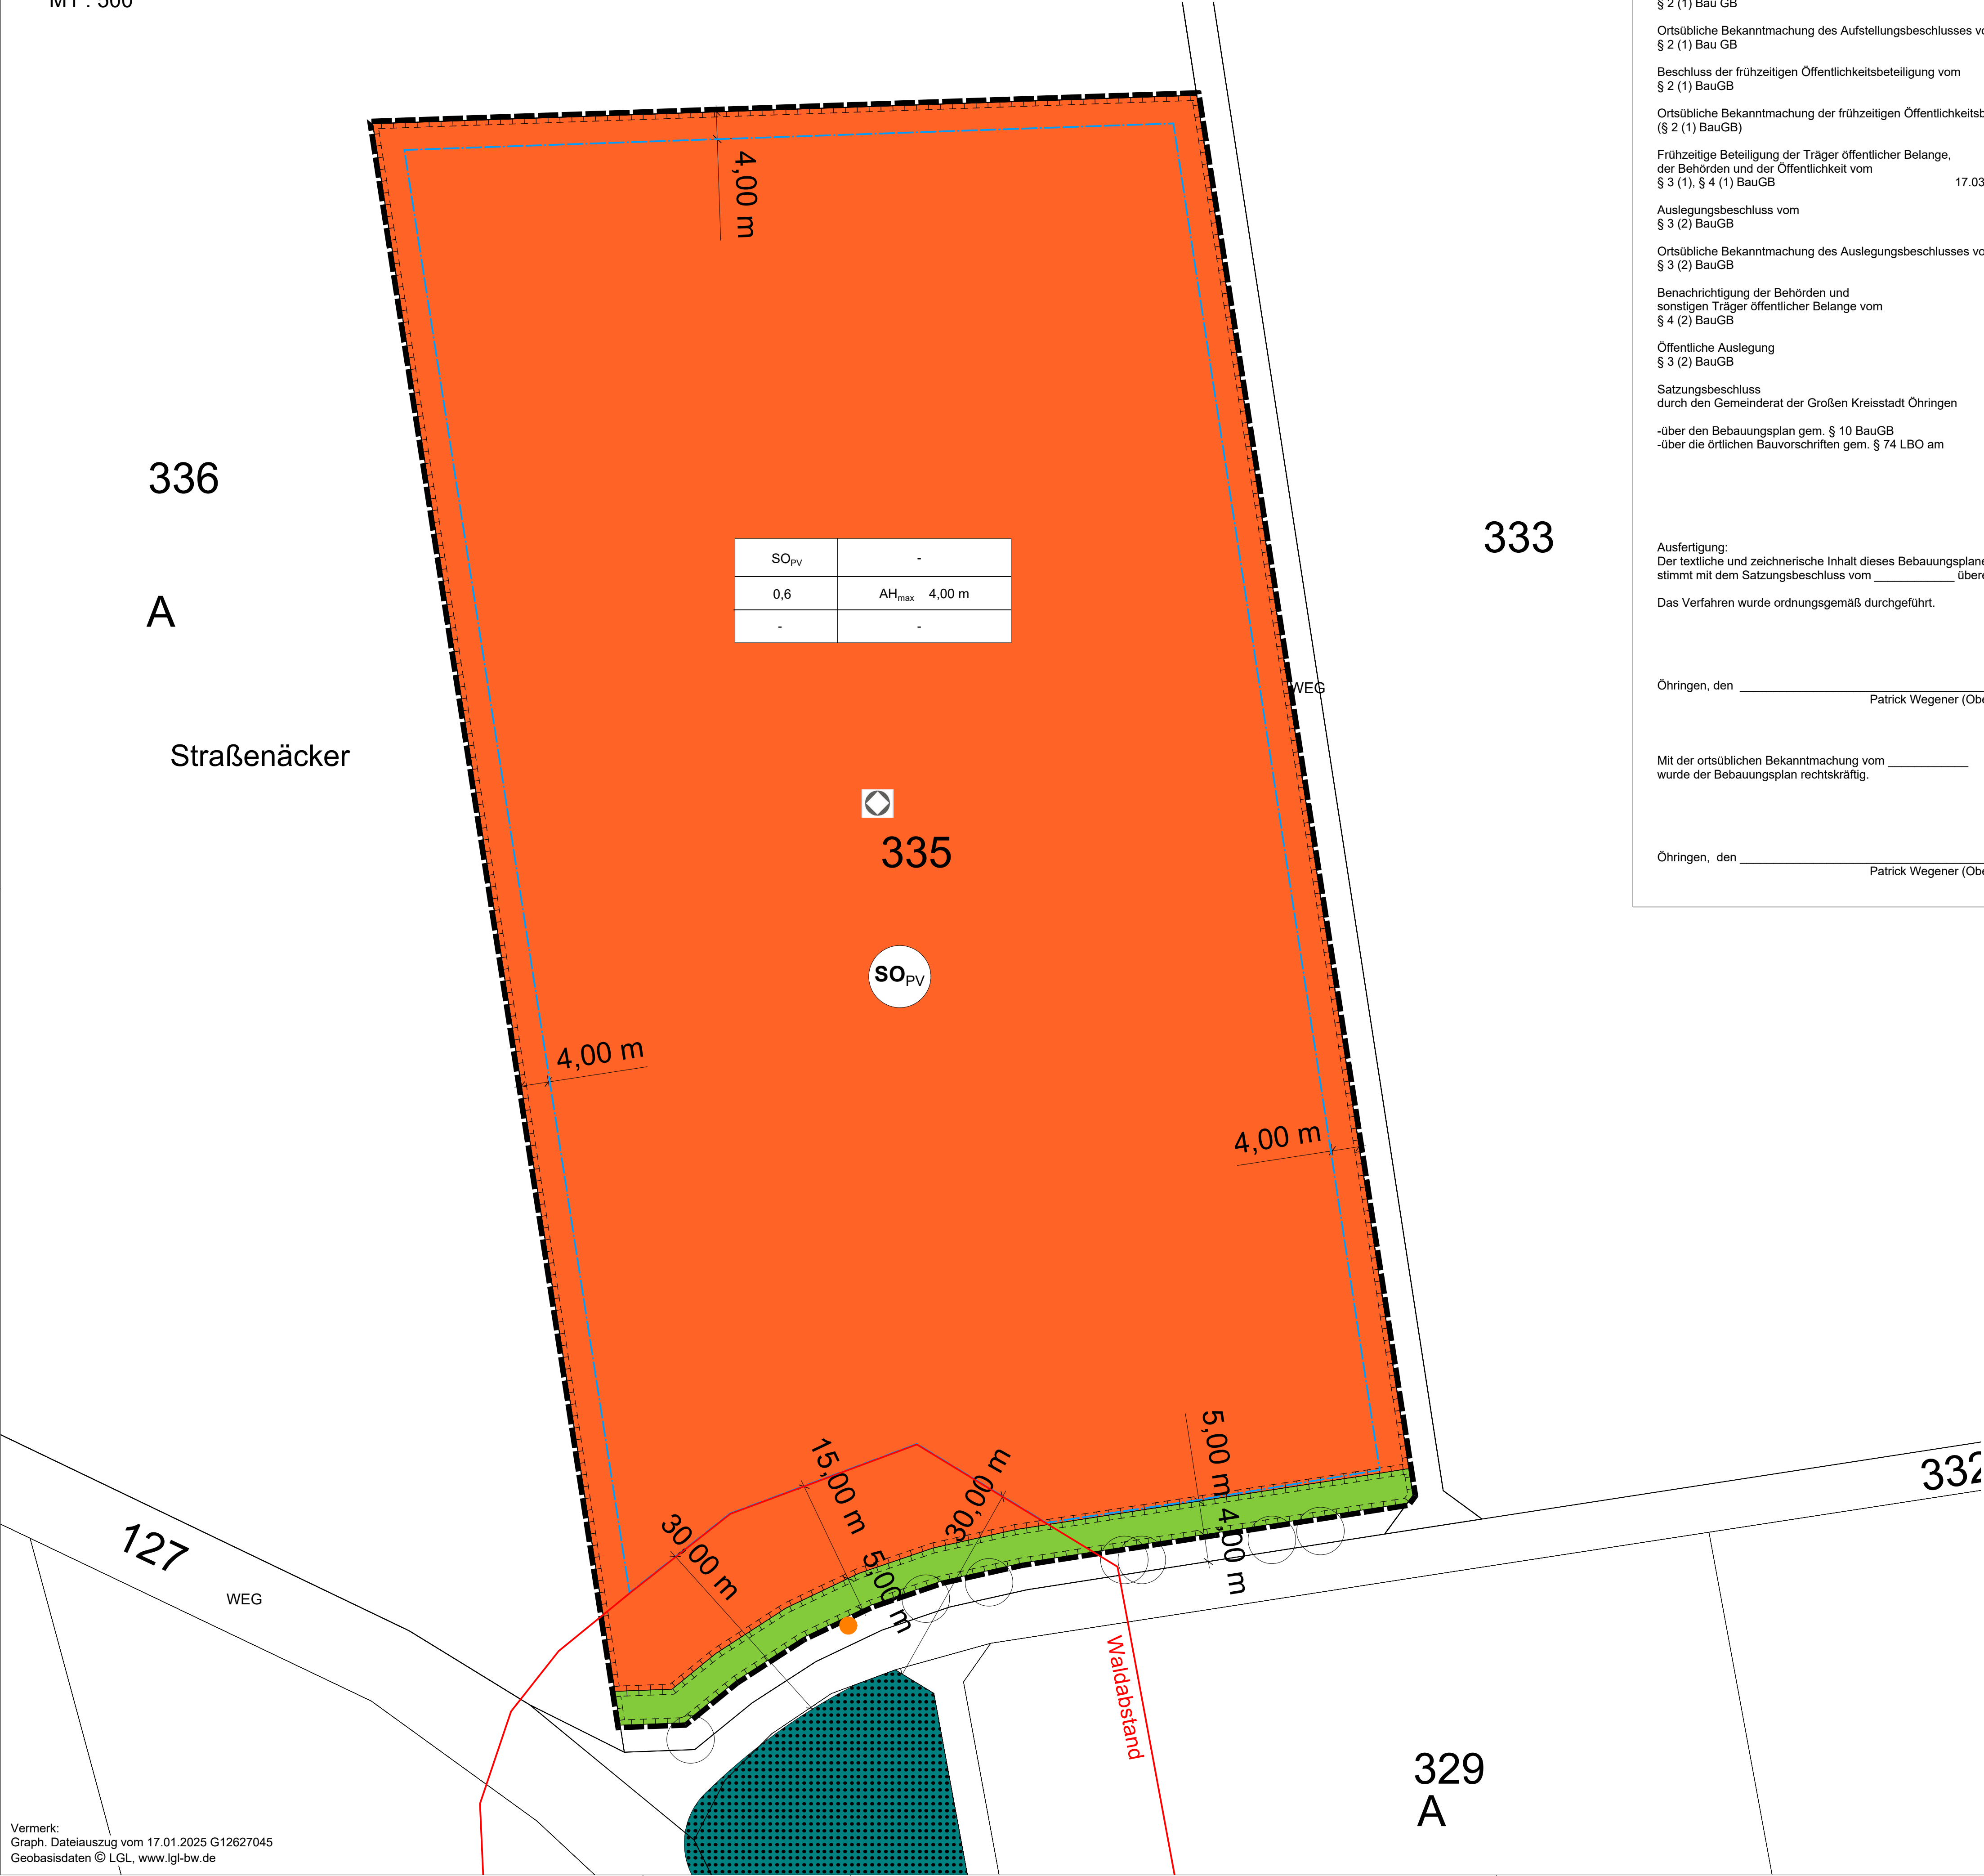 M1 : 500
§ 2 (1) Bau GB
Ortsübliche Bekanntmachung des Aufstellungsbeschlusses
§ 2 (1) Bau GB
Beschluss der frühzeitigen Öffentlichkeitsbeteiligung vom
§ 2 (1) BauGB
Ortsübliche Bekanntmachung der frühzeitigen
(§ 2 (1) BauGB)
Frühzeitige Beteiligung der Träger öffentlicher Belange,
der Behörden und der Öffentlichkeit vom
§ 3 (1), § 4 (1) BauGB 17.03
Auslegungsbeschluss vom
§ 3 (2) BauGB
Ortsübliche Bekanntmachung des Auslegungsbeschlusses
§ 3 (2) BauGB
Benachrichtigung der Behörden und
sonstigen Träger öffentlicher Belange vom
§ 4 (2) BauGB
Öffentliche Auslegung
§ 3 (2) BauGB
Satzungsbeschluss
durch den Gemeinderat der Großen Kreisstadt Öhringen
-über den Bebauungsplan gem. § 10 BauGB
-über die örtlichen Bauvorschriften gem. § 74 LBO am
Ausfertigung:
Der textliche und zeichnerische Inhalt dieses
stimmt mit dem Satzungsbeschluss vom ____________
Das Verfahren wurde ordnungsgemäß durchgeführt.
Öhringen, den
Patrick Wegener
Mit der ortsüblichen Bekanntmachung vom ____________
wurde der Bebauungsplan rechtskräftig.
Öhringen, den
Patrick Wegener
4,00 m
336
A
Straßenäcker
333
SOPV -
0,6 AHmax 4,00 m
- -
WEG
335
SOPV
4,00 m
4,00 m
5,00 m
4,00 m
15,00 m
5,00 m
30,00 m
30,00 m
127
WEG
332
Waldabstand
329
A
Vermerk:
Graph. Dateiauszug vom 17.01.2025 G12627045
Geobasisdaten © LGL, www.lgl-bw.de